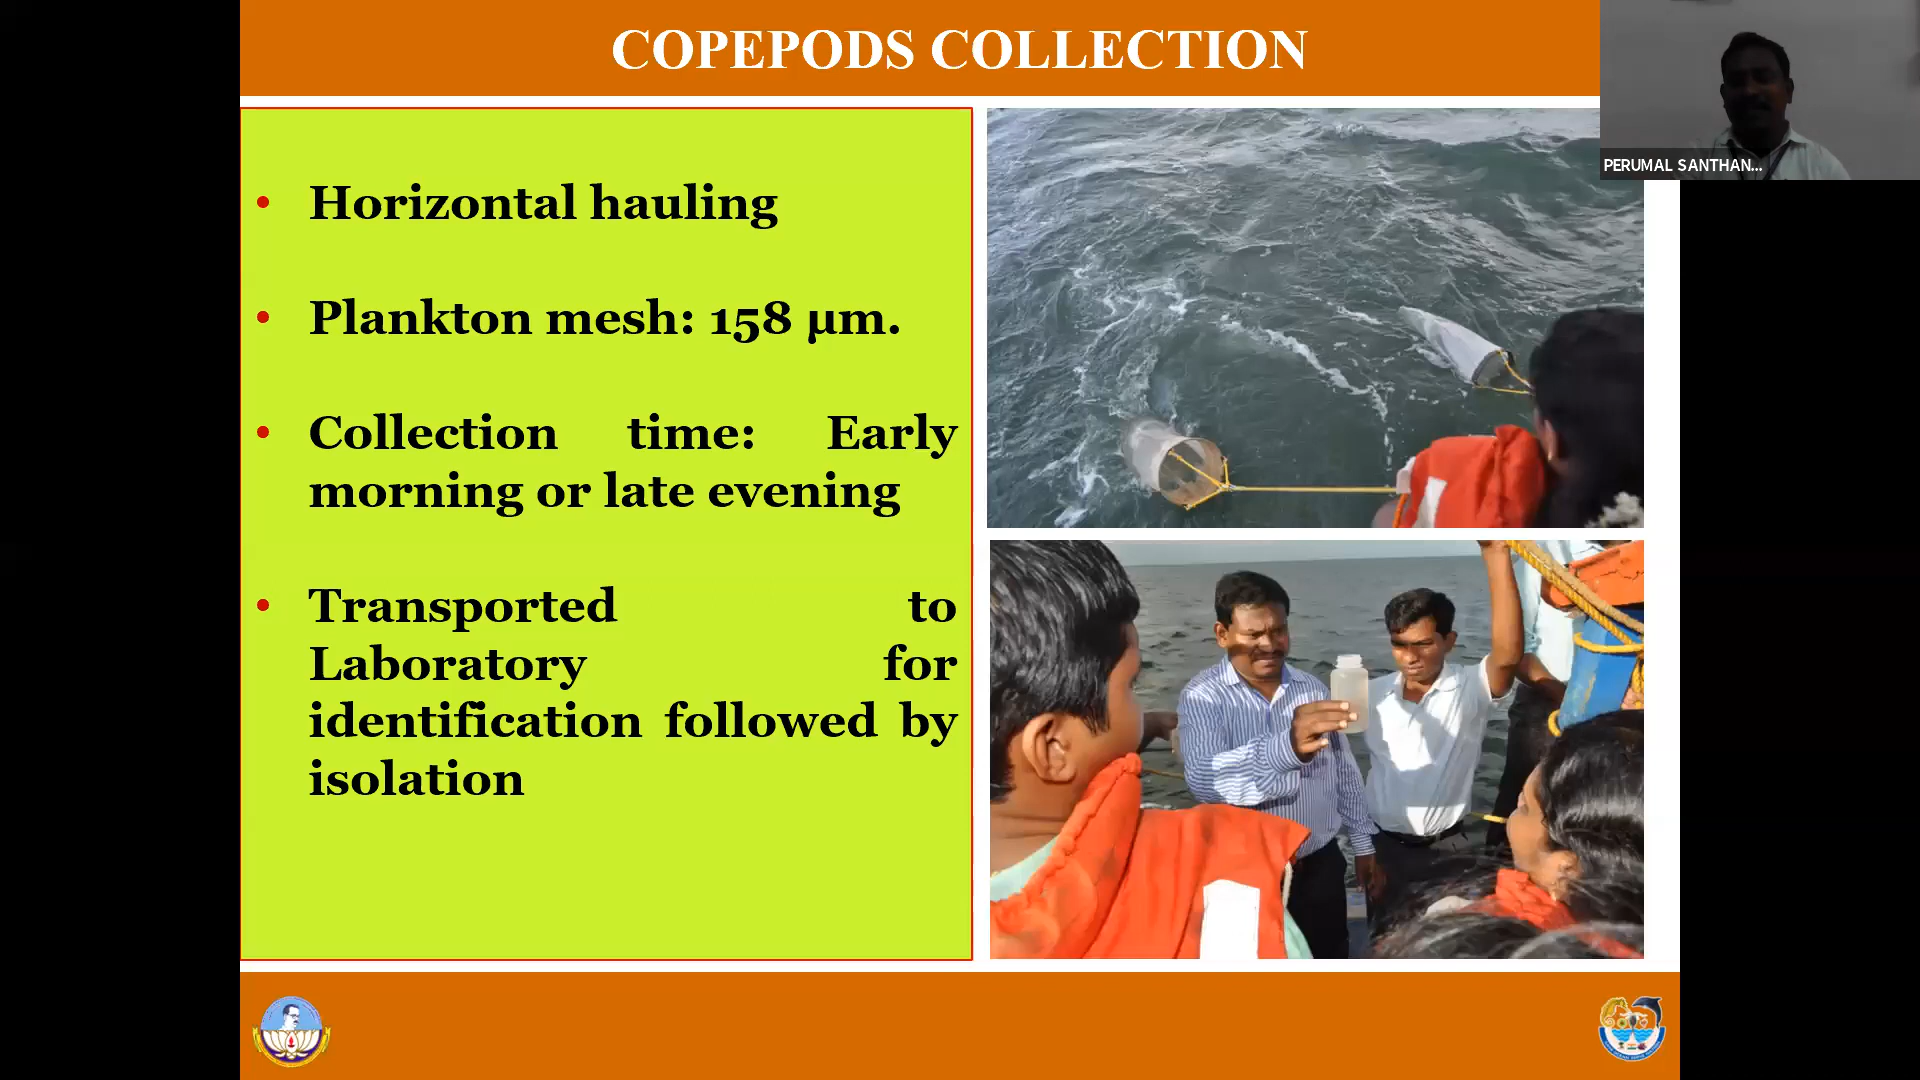 COPEPODS COLLECTION
PERUMAL SANTHAN...
• Horizontal hauling
• Plankton mesh: 158 µm.
• Collection time: Early
morning or late evening
• Transported to
Laboratory for
identification followed by
isolation